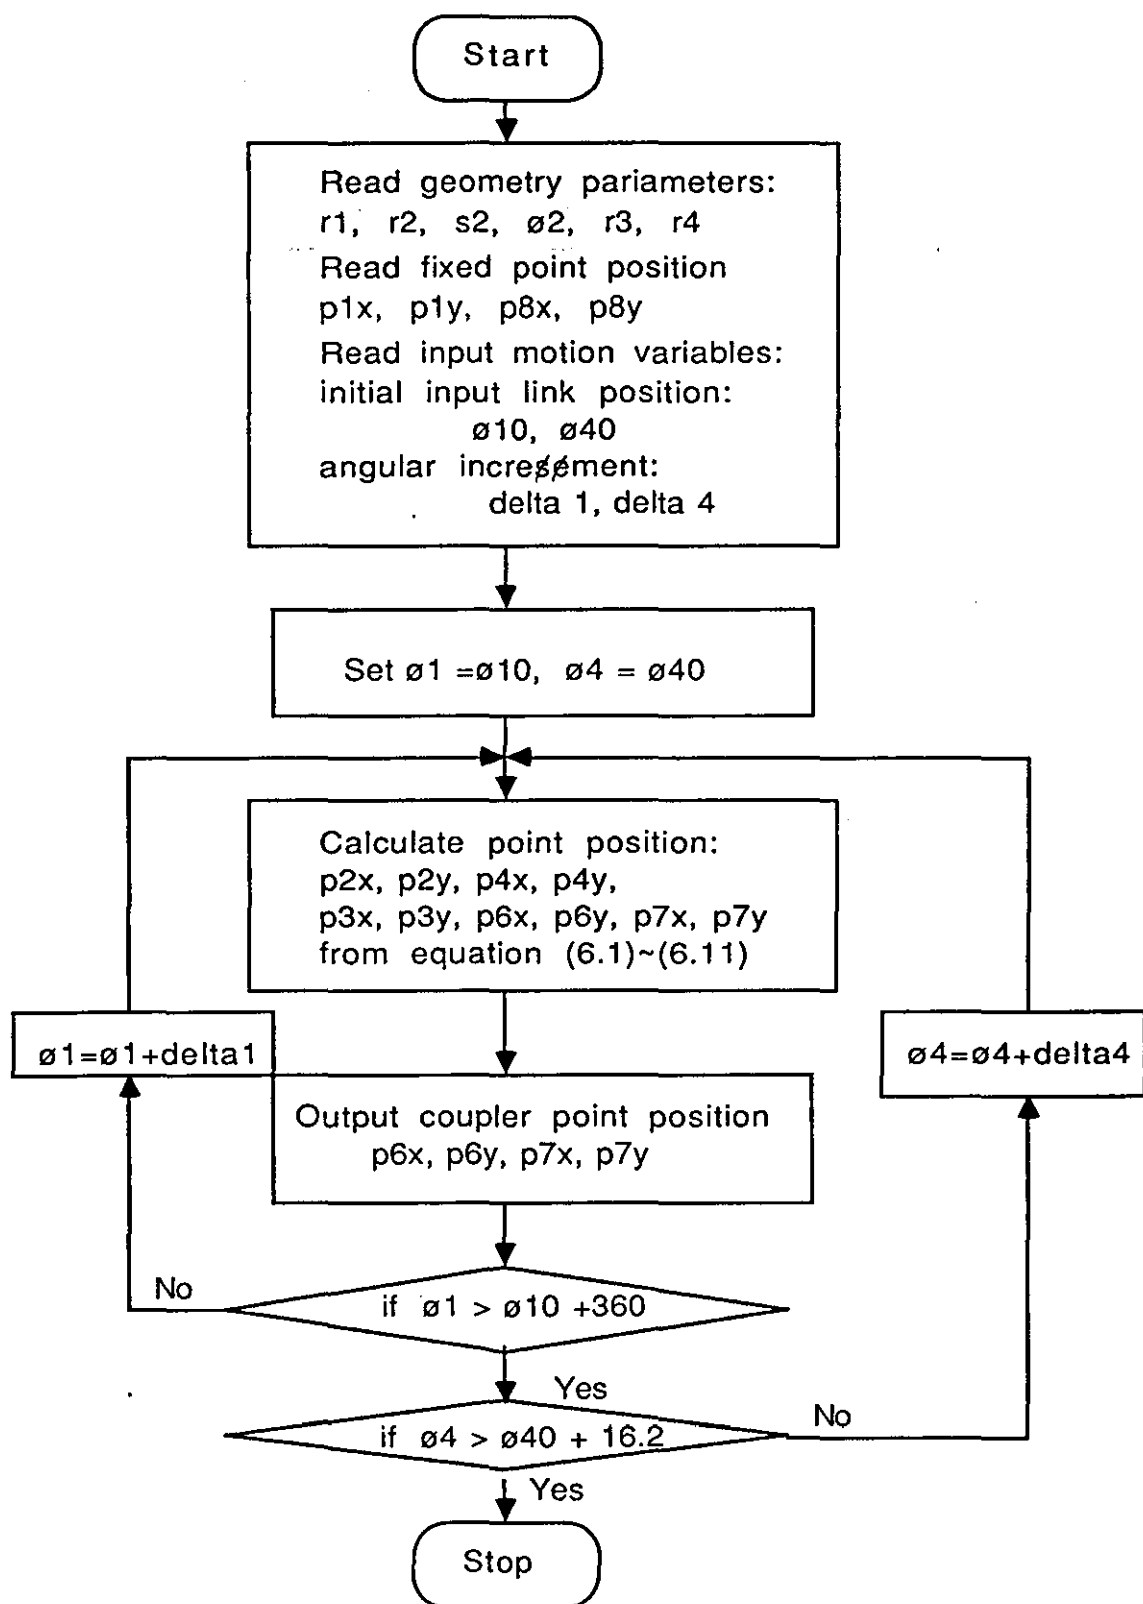 Start
Read geometry pariameters:
r1, r2, s2, ø2, r3, r4
Read fixed point position
p1x, p1y, p8x, p8y
Read input motion variables:
initial input link position:
ø10, ø40
angular increment:
delta 1, delta 4
Set ø1 =ø10, ø4 = ø40
Calculate point position:
p2x, p2y, p4x, p4y,
p3x, p3y, p6x, p6y, p7x, p7y
from equation (6.1)~(6.11)
ø1=ø1+delta1
ø4=ø4+delta4
Output coupler point position
p6x, p6y, p7x, p7y
No
if ø1 > ø10 +360
Yes
No
if ø4 > ø40 + 16.2
Yes
Stop